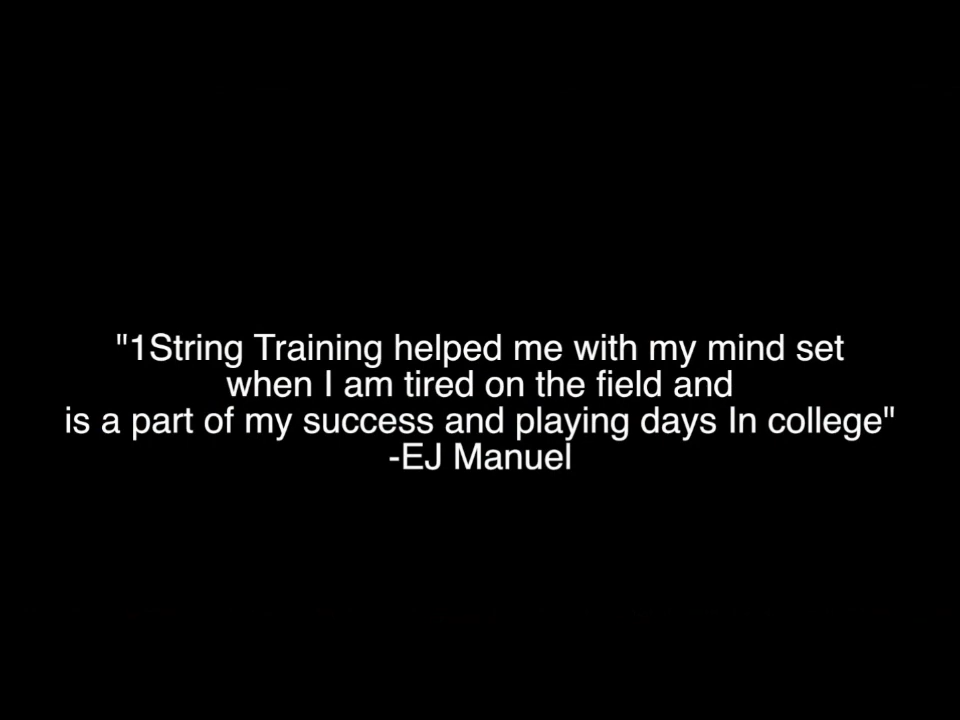 "1String Training helped me with my mind set
when I am tired on the field and
is a part of my success and playing days In college"
-EJ Manuel